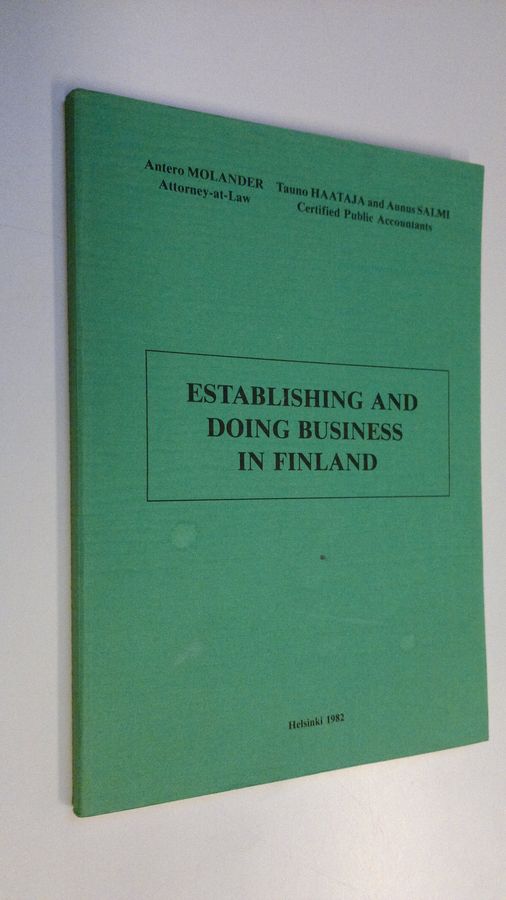 Antero MOLANDER
Attorney-at-Law
Tauno HAATAJA and Aunus SALMI
Certified Public Accountants
ESTABLISHING AND
DOING BUSINESS
IN FINLAND
Helsinki 1982